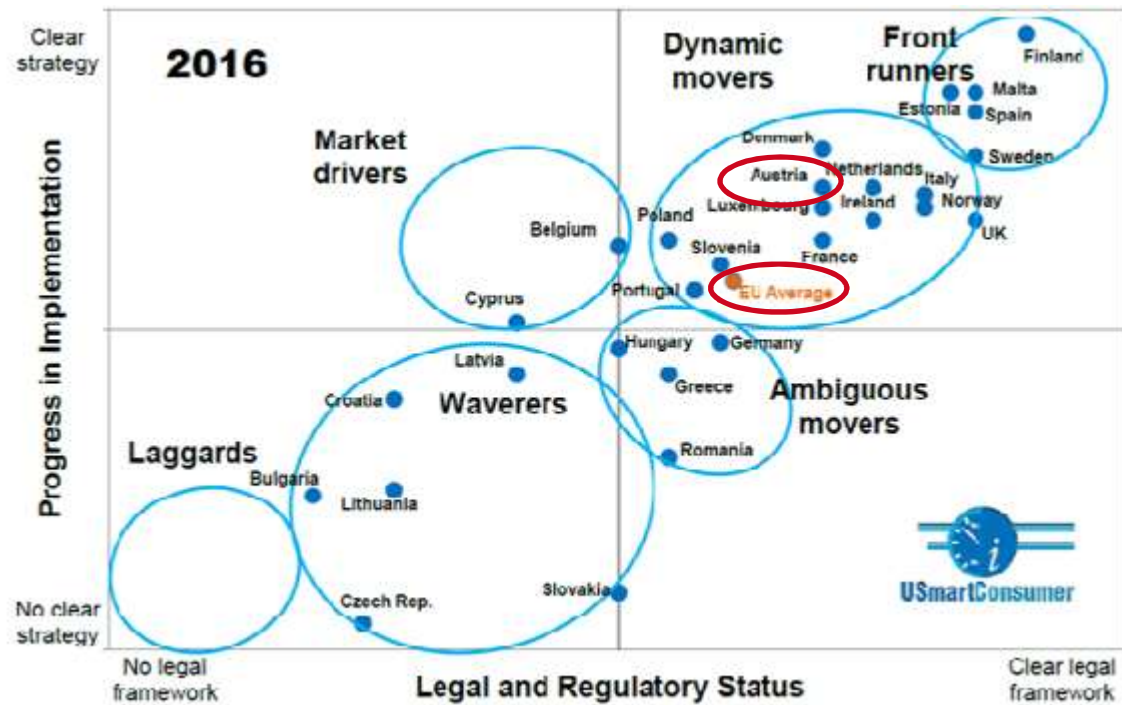 Clear
strategy
2016
Dynamic
movers
Front
runners
Finland
Malta
Estonia
Spain
Sweden
Market
drivers
Denmark
Austria
Netherlands
Italy
Luxembourg
Ireland
Norway
Belgium
Poland
UK
Slovenia
France
Portugal
EU Average
Cyprus
Progress in Implementation
Hungary
Germany
Latvia
Greece
Croatia
Waverers
Ambiguous
movers
Laggards
Romania
Bulgaria
Lithuania
i
USmartConsumer
Slovakia
Czech Rep.
No clear
strategy
No legal
framework
Legal and Regulatory Status
Clear legal
framework